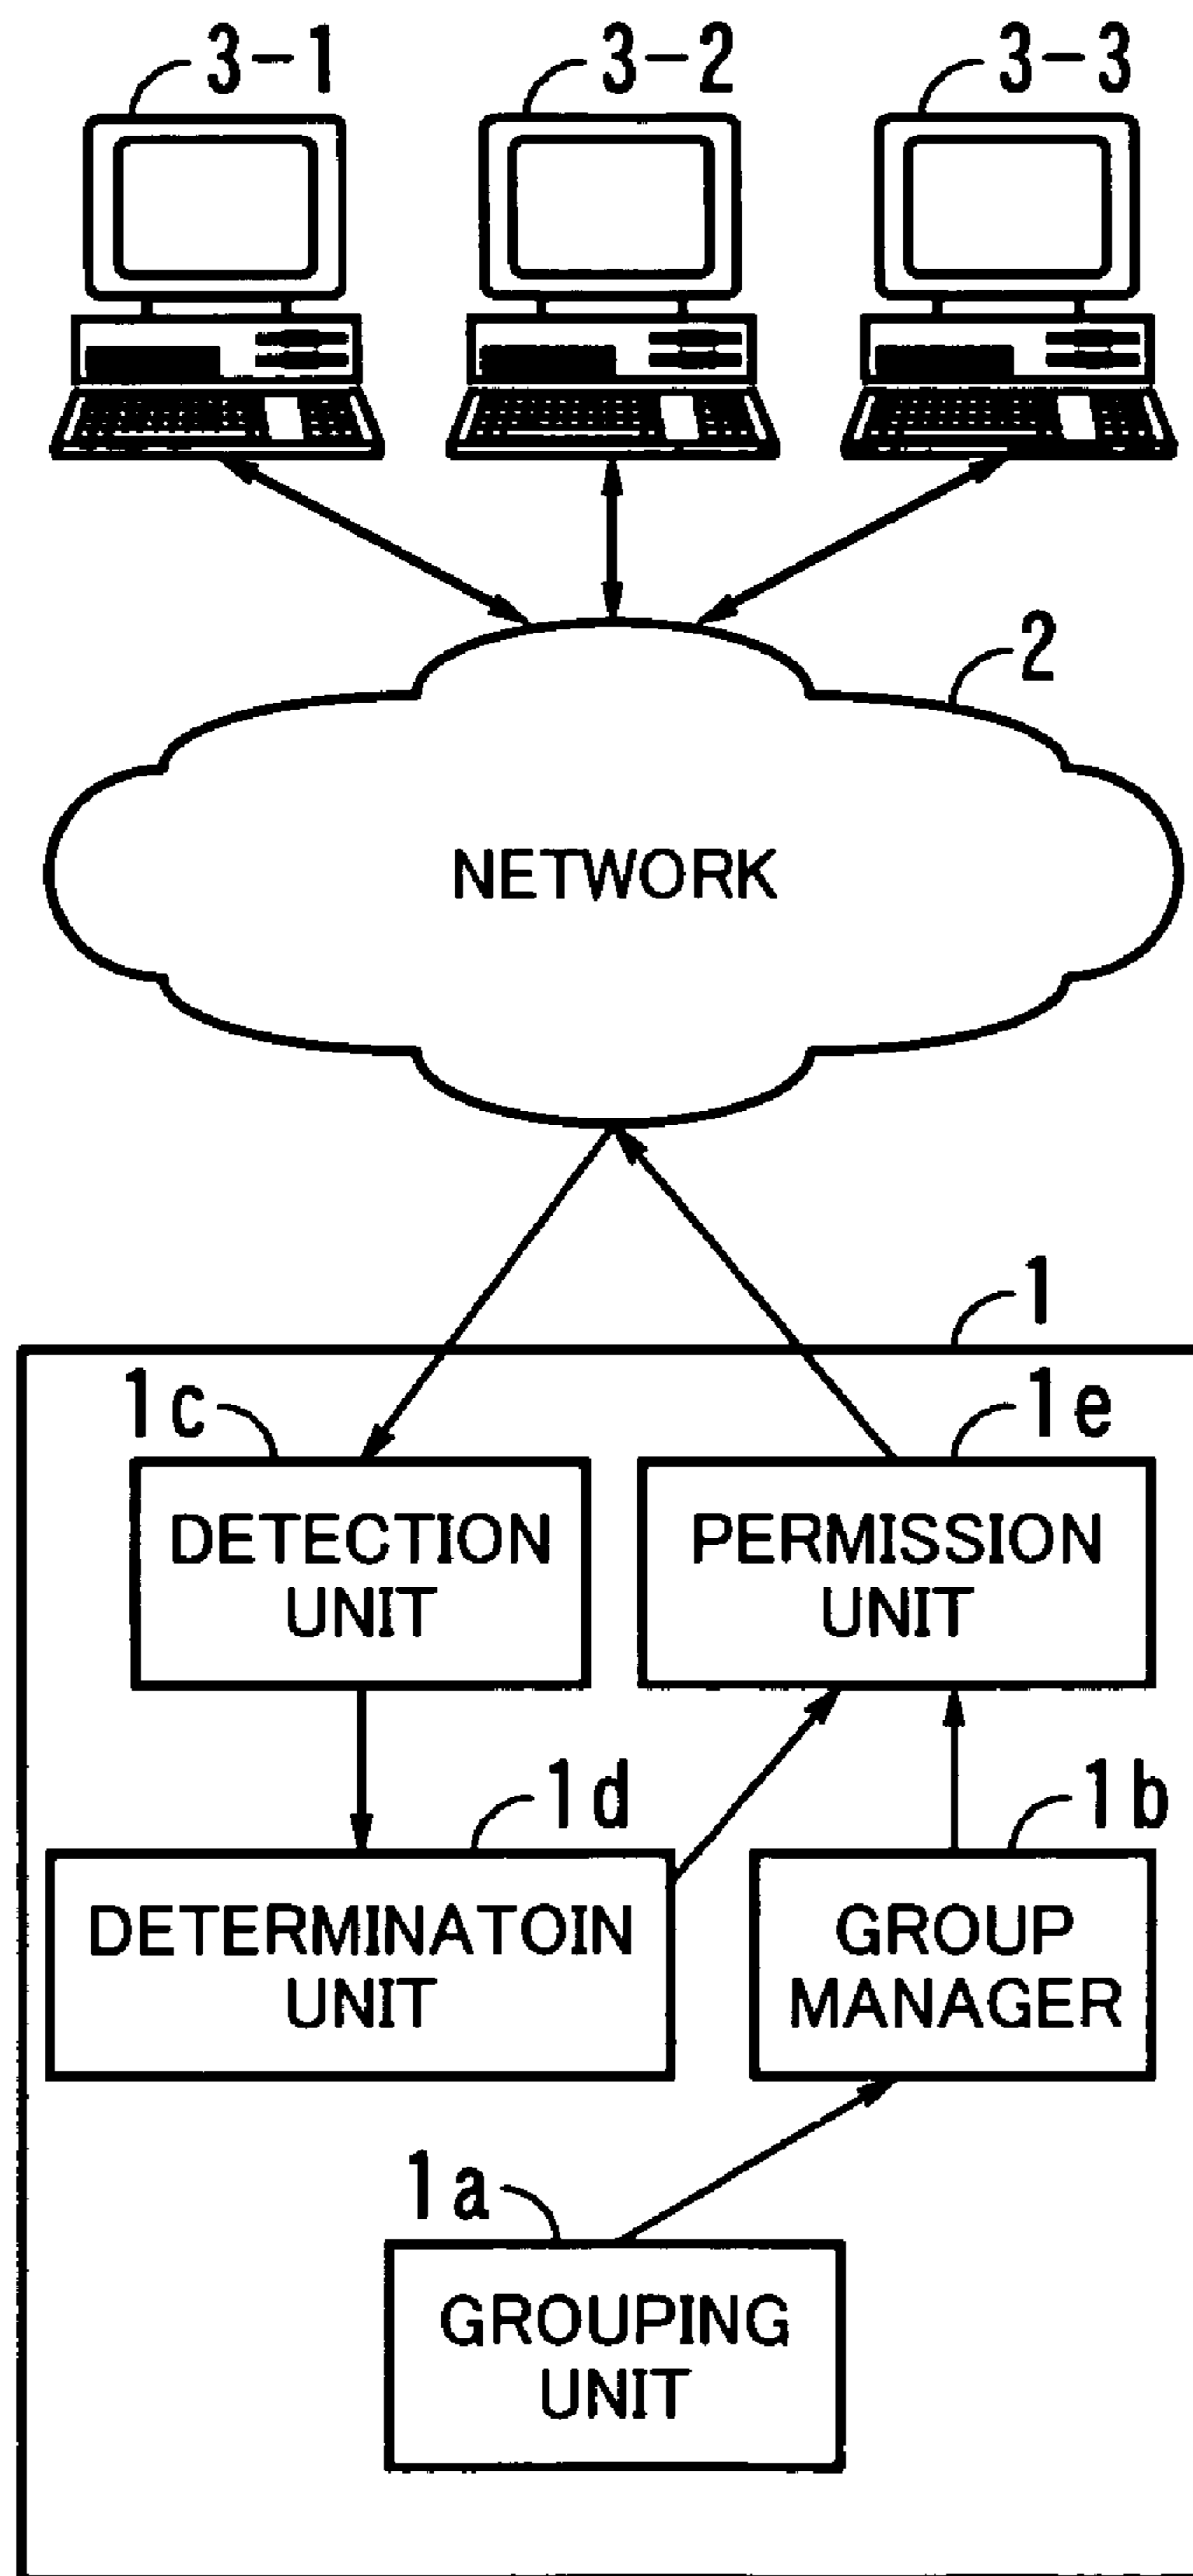 3-1 3-2 3-3
2
NETWORK
1
1c 1e
DETECTION
UNIT
PERMISSION
UNIT
1d 1b
DETERMINATOIN
UNIT
GROUP
MANAGER
1a
GROUPING
UNIT